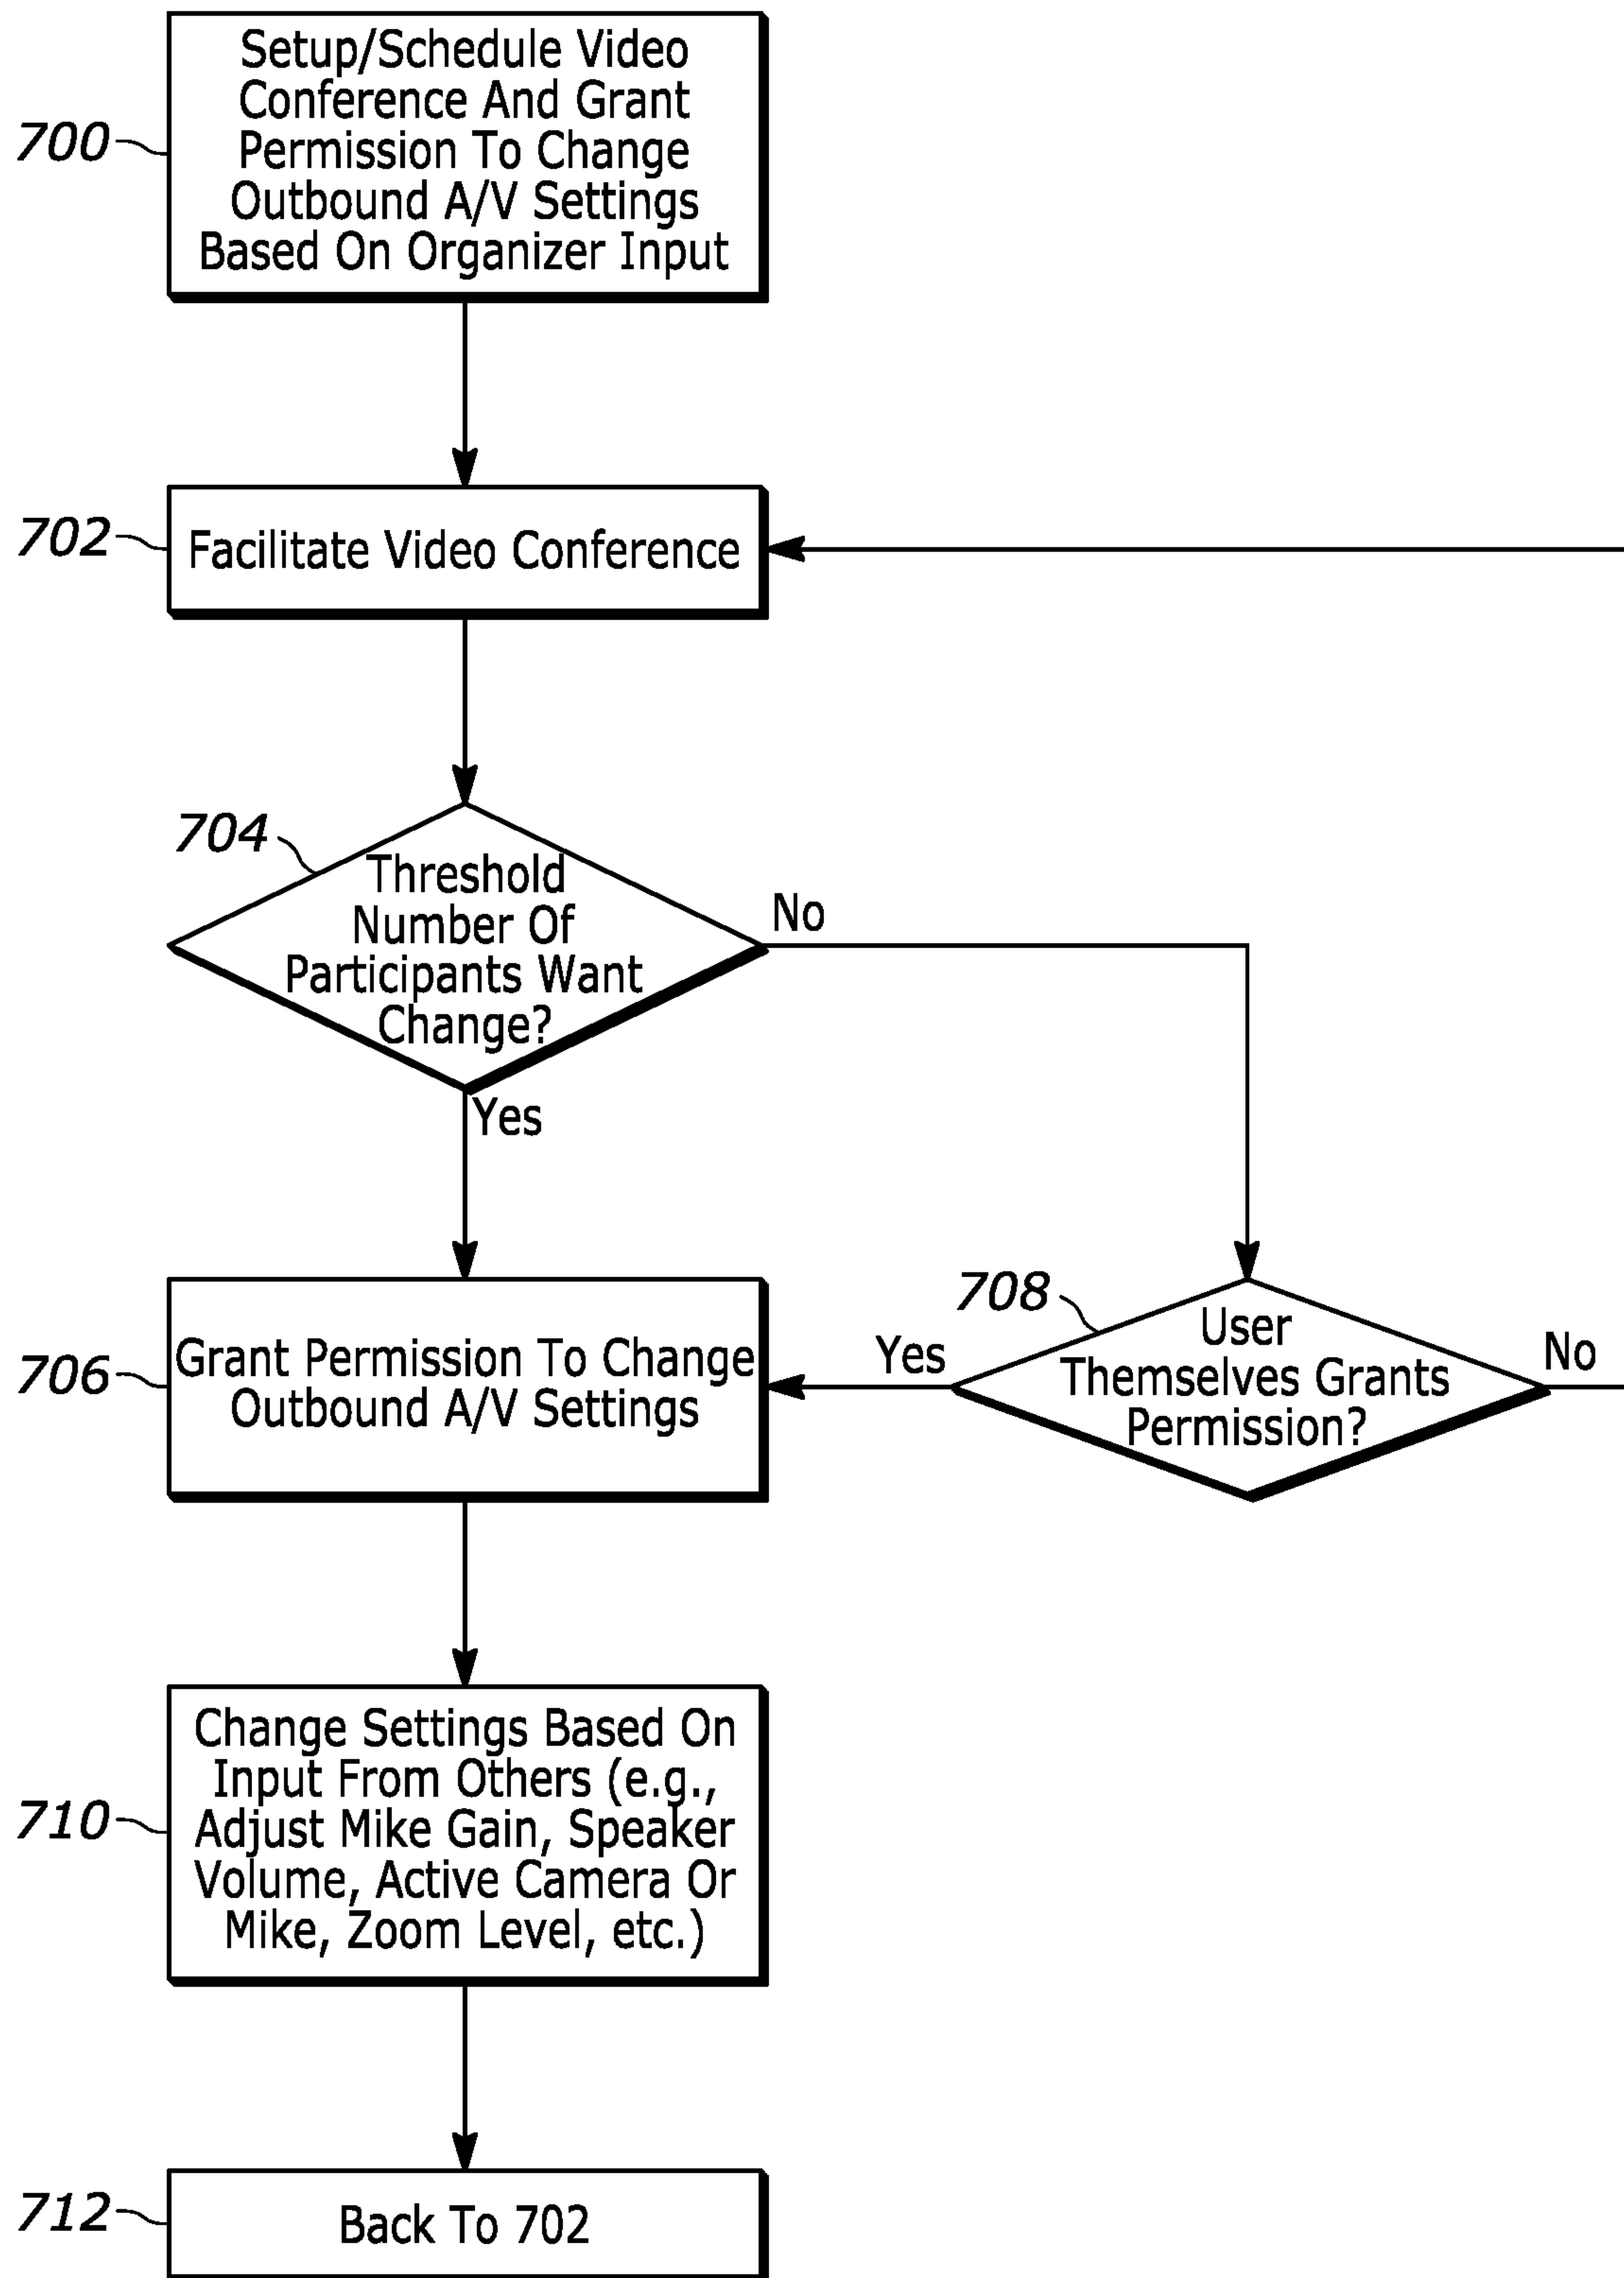 700
Setup/Schedule Video
Conference And Grant
Permission To Change
Outbound A/V Settings
Based On Organizer Input
702
Facilitate Video Conference
704
Threshold
Number Of
Participants Want
Change?
No
Yes
706
Grant Permission To Change
Outbound A/V Settings
708
User
Themselves Grants
Permission?
Yes
No
710
Change Settings Based On
Input From Others (e.g.,
Adjust Mike Gain, Speaker
Volume, Active Camera Or
Mike, Zoom Level, etc.)
712
Back To 702